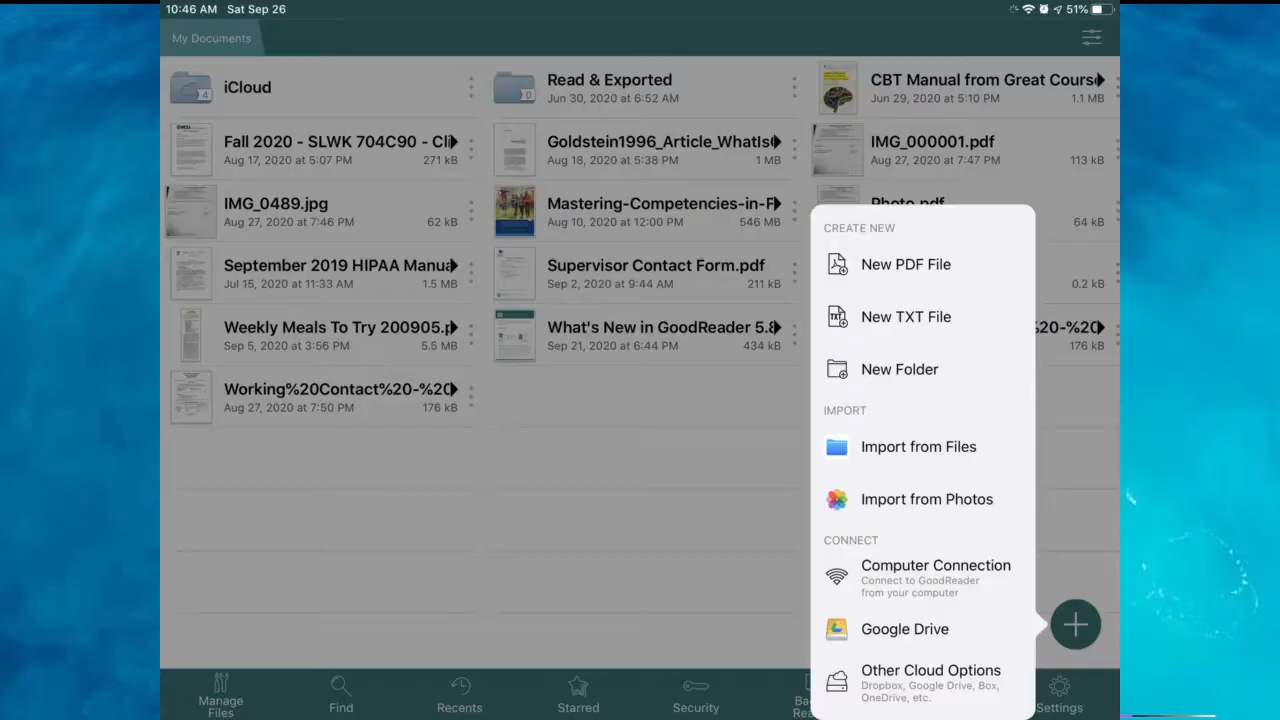 10:46 AM Sat Sep 26
51%
My Documents
4
iCloud
0
Read & Exported
Jun 30, 2020 at 6:52 AM
CBT Manual from Great Cours
Jun 29, 2020 at 5:10 PM 1.1 MB
Fall 2020 - SLWK 704C90 - Cli
Aug 17, 2020 at 5:07 PM 271 kB
Goldstein1996_Article_WhatIs
Aug 18, 2020 at 5:38 PM 1 MB
IMG_000001.pdf
Aug 27, 2020 at 7:47 PM 113 kB
IMG_0489.jpg
Aug 27, 2020 at 7:46 PM 62 kB
Mastering-Competencies-in-F
Aug 10, 2020 at 12:00 PM 546 MB
Photo.pdf
64 kB
September 2019 HIPAA Manua
Jul 15, 2020 at 11:33 AM 1.5 MB
Supervisor Contact Form.pdf
Sep 2, 2020 at 9:44 AM 211 kB
0.2 kB
Weekly Meals To Try 200905.p
Sep 5, 2020 at 3:56 PM 5.5 MB
What's New in GoodReader 5.8
Sep 21, 2020 at 6:44 PM 434 kB
%20-%20
176 kB
Working%20Contact%20-%20
Aug 27, 2020 at 7:50 PM 176 kB
CREATE NEW
New PDF File
TXT
New TXT File
New Folder
IMPORT
Import from Files
Import from Photos
CONNECT
Computer Connection
Connect to GoodReader
from your computer
Google Drive
Other Cloud Options
Dropbox, Google Drive, Box,
OneDrive, etc.
Manage
Files
Find
Recents
Starred
Security
Settings